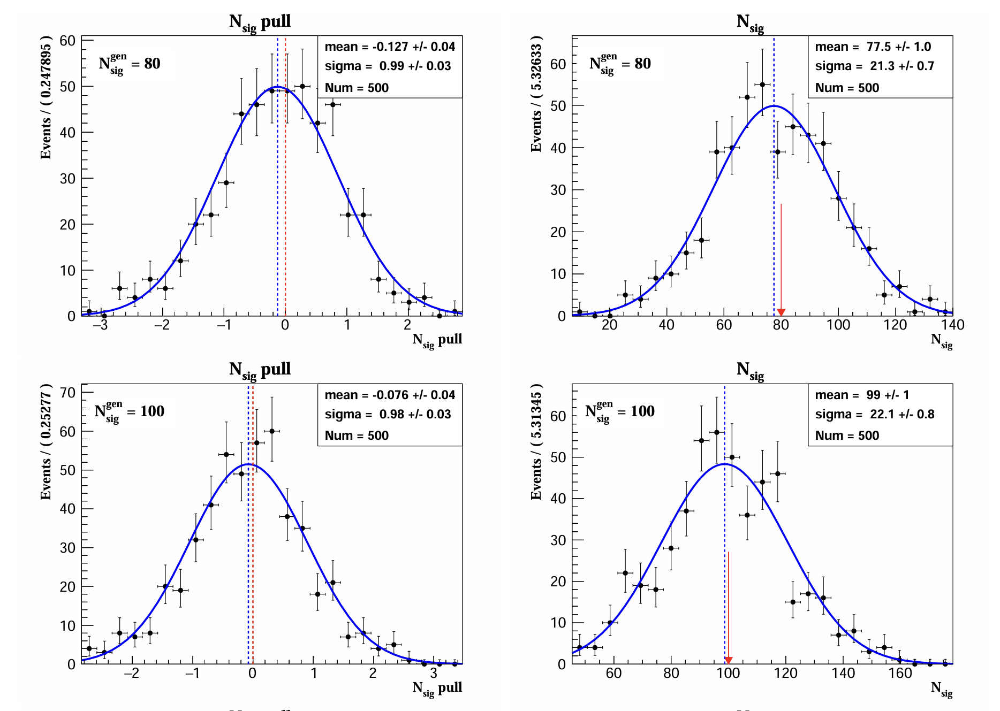 N_sig pull
Events / ( 0.247895 )
N_sig^gen = 80
mean = -0.127 +/- 0.04
sigma = 0.99 +/- 0.03
Num = 500
60
50
40
30
20
10
0
−3 −2 −1 0 1 2
N_sig pull
N_sig
Events / ( 5.32633 )
N_sig^gen = 80
mean = 77.5 +/- 1.0
sigma = 21.3 +/- 0.7
Num = 500
60
50
40
30
20
10
0
20 40 60 80 100 120 140
N_sig
N_sig pull
Events / ( 0.25277 )
N_sig^gen = 100
mean = -0.076 +/- 0.04
sigma = 0.98 +/- 0.03
Num = 500
70
60
50
40
30
20
10
0
−2 −1 0 1 2 3
N_sig pull
N_sig
Events / ( 5.31345 )
N_sig^gen = 100
mean = 99 +/- 1
sigma = 22.1 +/- 0.8
Num = 500
60
50
40
30
20
10
0
60 80 100 120 140 160
N_sig